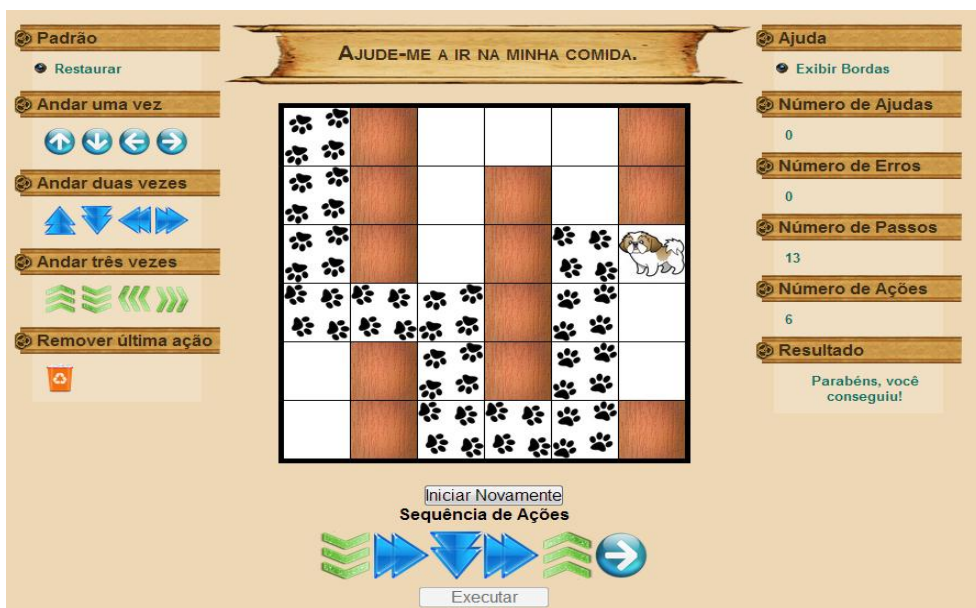 Padrão
Restaurar
Andar uma vez
Andar duas vezes
Andar três vezes
Remover última ação
AJUDE-ME A IR NA MINHA COMIDA.
Iniciar Novamente
Sequência de Ações
Executar
Ajuda
Exibir Bordas
Número de Ajudas
0
Número de Erros
0
Número de Passos
13
Número de Ações
6
Resultado
Parabéns, você
conseguiu!